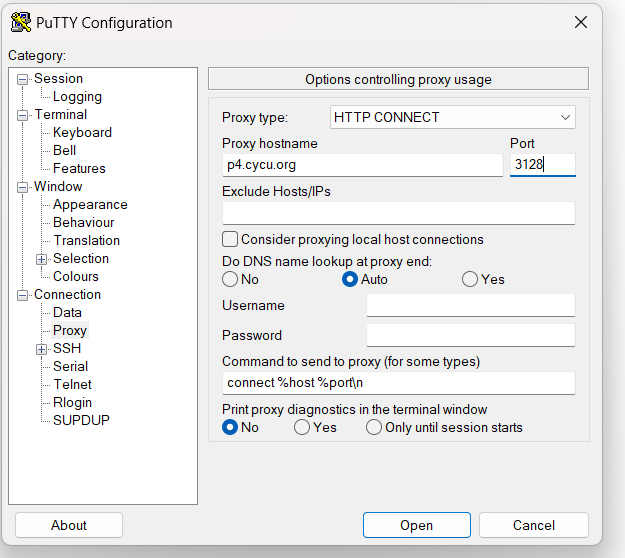 PuTTY Configuration
Category:
Session
Logging
Terminal
Keyboard
Bell
Features
Window
Appearance
Behaviour
Translation
Selection
Colours
Connection
Data
Proxy
SSH
Serial
Telnet
Rlogin
SUPDUP
Options controlling proxy usage
Proxy type: HTTP CONNECT
Proxy hostname Port
p4.cycu.org 3128
Exclude Hosts/IPs
Consider proxying local host connections
Do DNS name lookup at proxy end:
No Auto Yes
Username
Password
Command to send to proxy (for some types)
connect %host %port\n
Print proxy diagnostics in the terminal window
No Yes Only until session starts
About Open Cancel